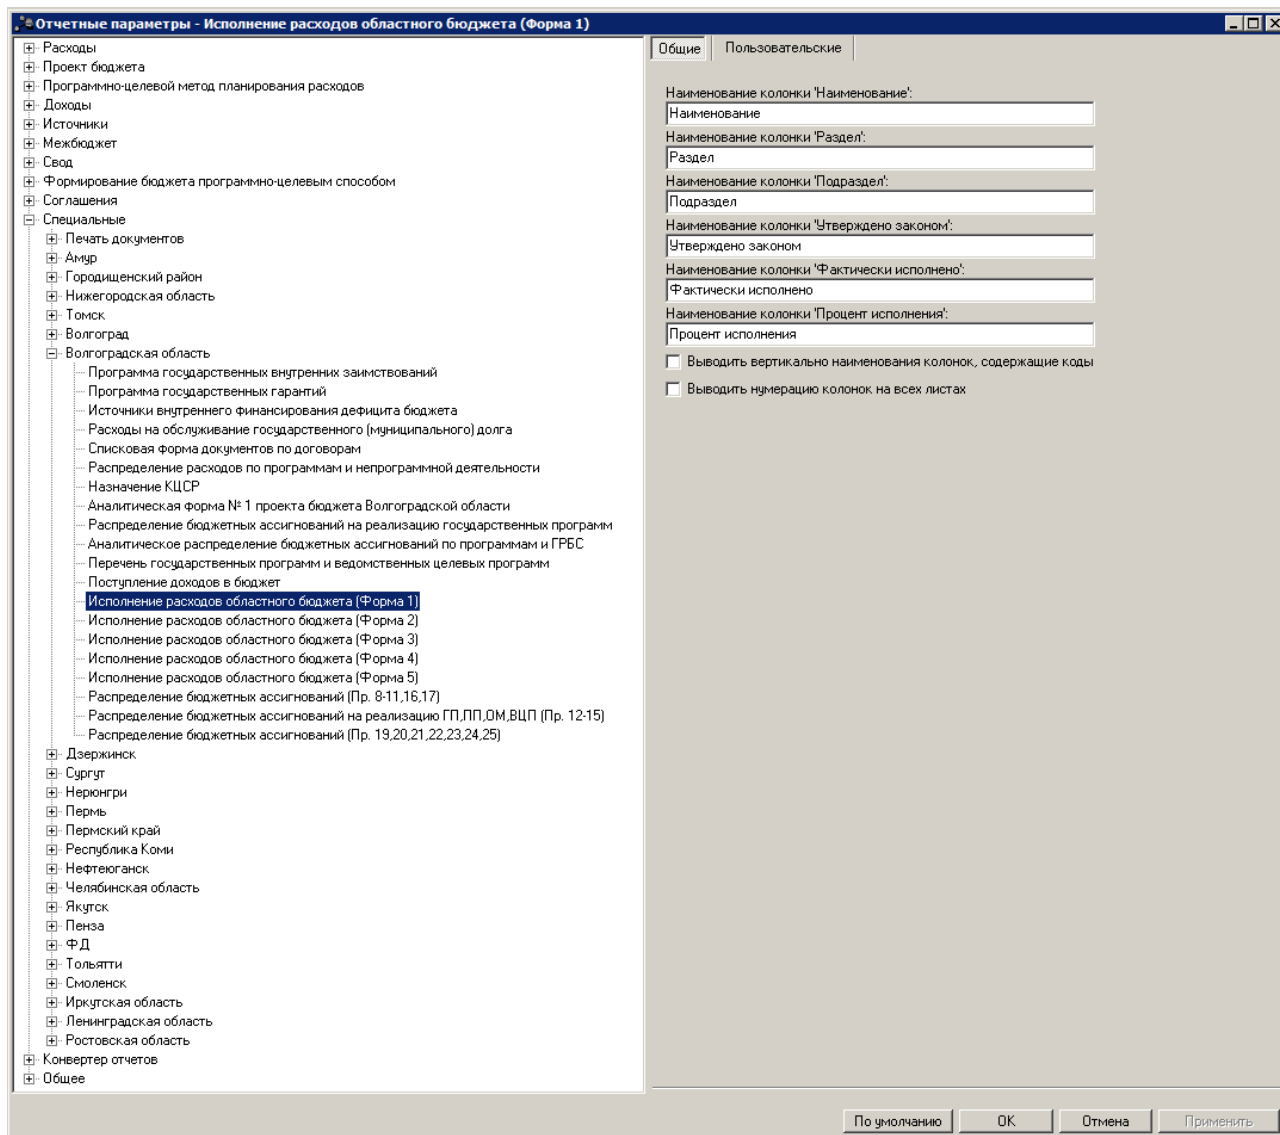 Отчетные параметры - Исполнение расходов областного бюджета (Форма 1)
Расходы
Проект бюджета
Программно-целевой метод планирования расходов
Доходы
Источники
Межбюджет
Свод
Формирование бюджета программно-целевым способом
Соглашения
Специальные
Печать документов
Амур
Городищенский район
Нижегородская область
Томск
Волгоград
Волгоградская область
Программа государственных внутренних заимствований
Программа государственных гарантий
Источники внутреннего финансирования дефицита бюджета
Расходы на обслуживание государственного (муниципального) долга
Списковая форма документов по договорам
Распределение расходов по программам и непрограммной деятельности
Назначение КЦСР
Аналитическая форма № 1 проекта бюджета Волгоградской области
Распределение бюджетных ассигнований на реализацию государственных программ
Аналитическое распределение бюджетных ассигнований по программам и ГРБС
Перечень государственных программ и ведомственных целевых программ
Поступление доходов в бюджет
Исполнение расходов областного бюджета (Форма 1)
Исполнение расходов областного бюджета (Форма 2)
Исполнение расходов областного бюджета (Форма 3)
Исполнение расходов областного бюджета (Форма 4)
Исполнение расходов областного бюджета (Форма 5)
Распределение бюджетных ассигнований (Пр. 8-11,16,17)
Распределение бюджетных ассигнований на реализацию ГП,ПП,ОМ,ВЦП (Пр. 12-15)
Распределение бюджетных ассигнований (Пр. 19,20,21,22,23,24,25)
Дзержинск
Сургут
Нерюнгри
Пермь
Пермский край
Республика Коми
Нефтеюганск
Челябинская область
Якутск
Пенза
ФД
Тольятти
Смоленск
Иркутская область
Ленинградская область
Ростовская область
Конвертер отчетов
Общее
Общие Пользовательские
Наименование колонки 'Наименование':
Наименование
Наименование колонки 'Раздел':
Раздел
Наименование колонки 'Подраздел':
Подраздел
Наименование колонки 'Утверждено законом':
Утверждено законом
Наименование колонки 'Фактически исполнено':
Фактически исполнено
Наименование колонки 'Процент исполнения':
Процент исполнения
Выводить вертикально наименования колонок, содержащие коды
Выводить нумерацию колонок на всех листах
По умолчанию OK Отмена Применить